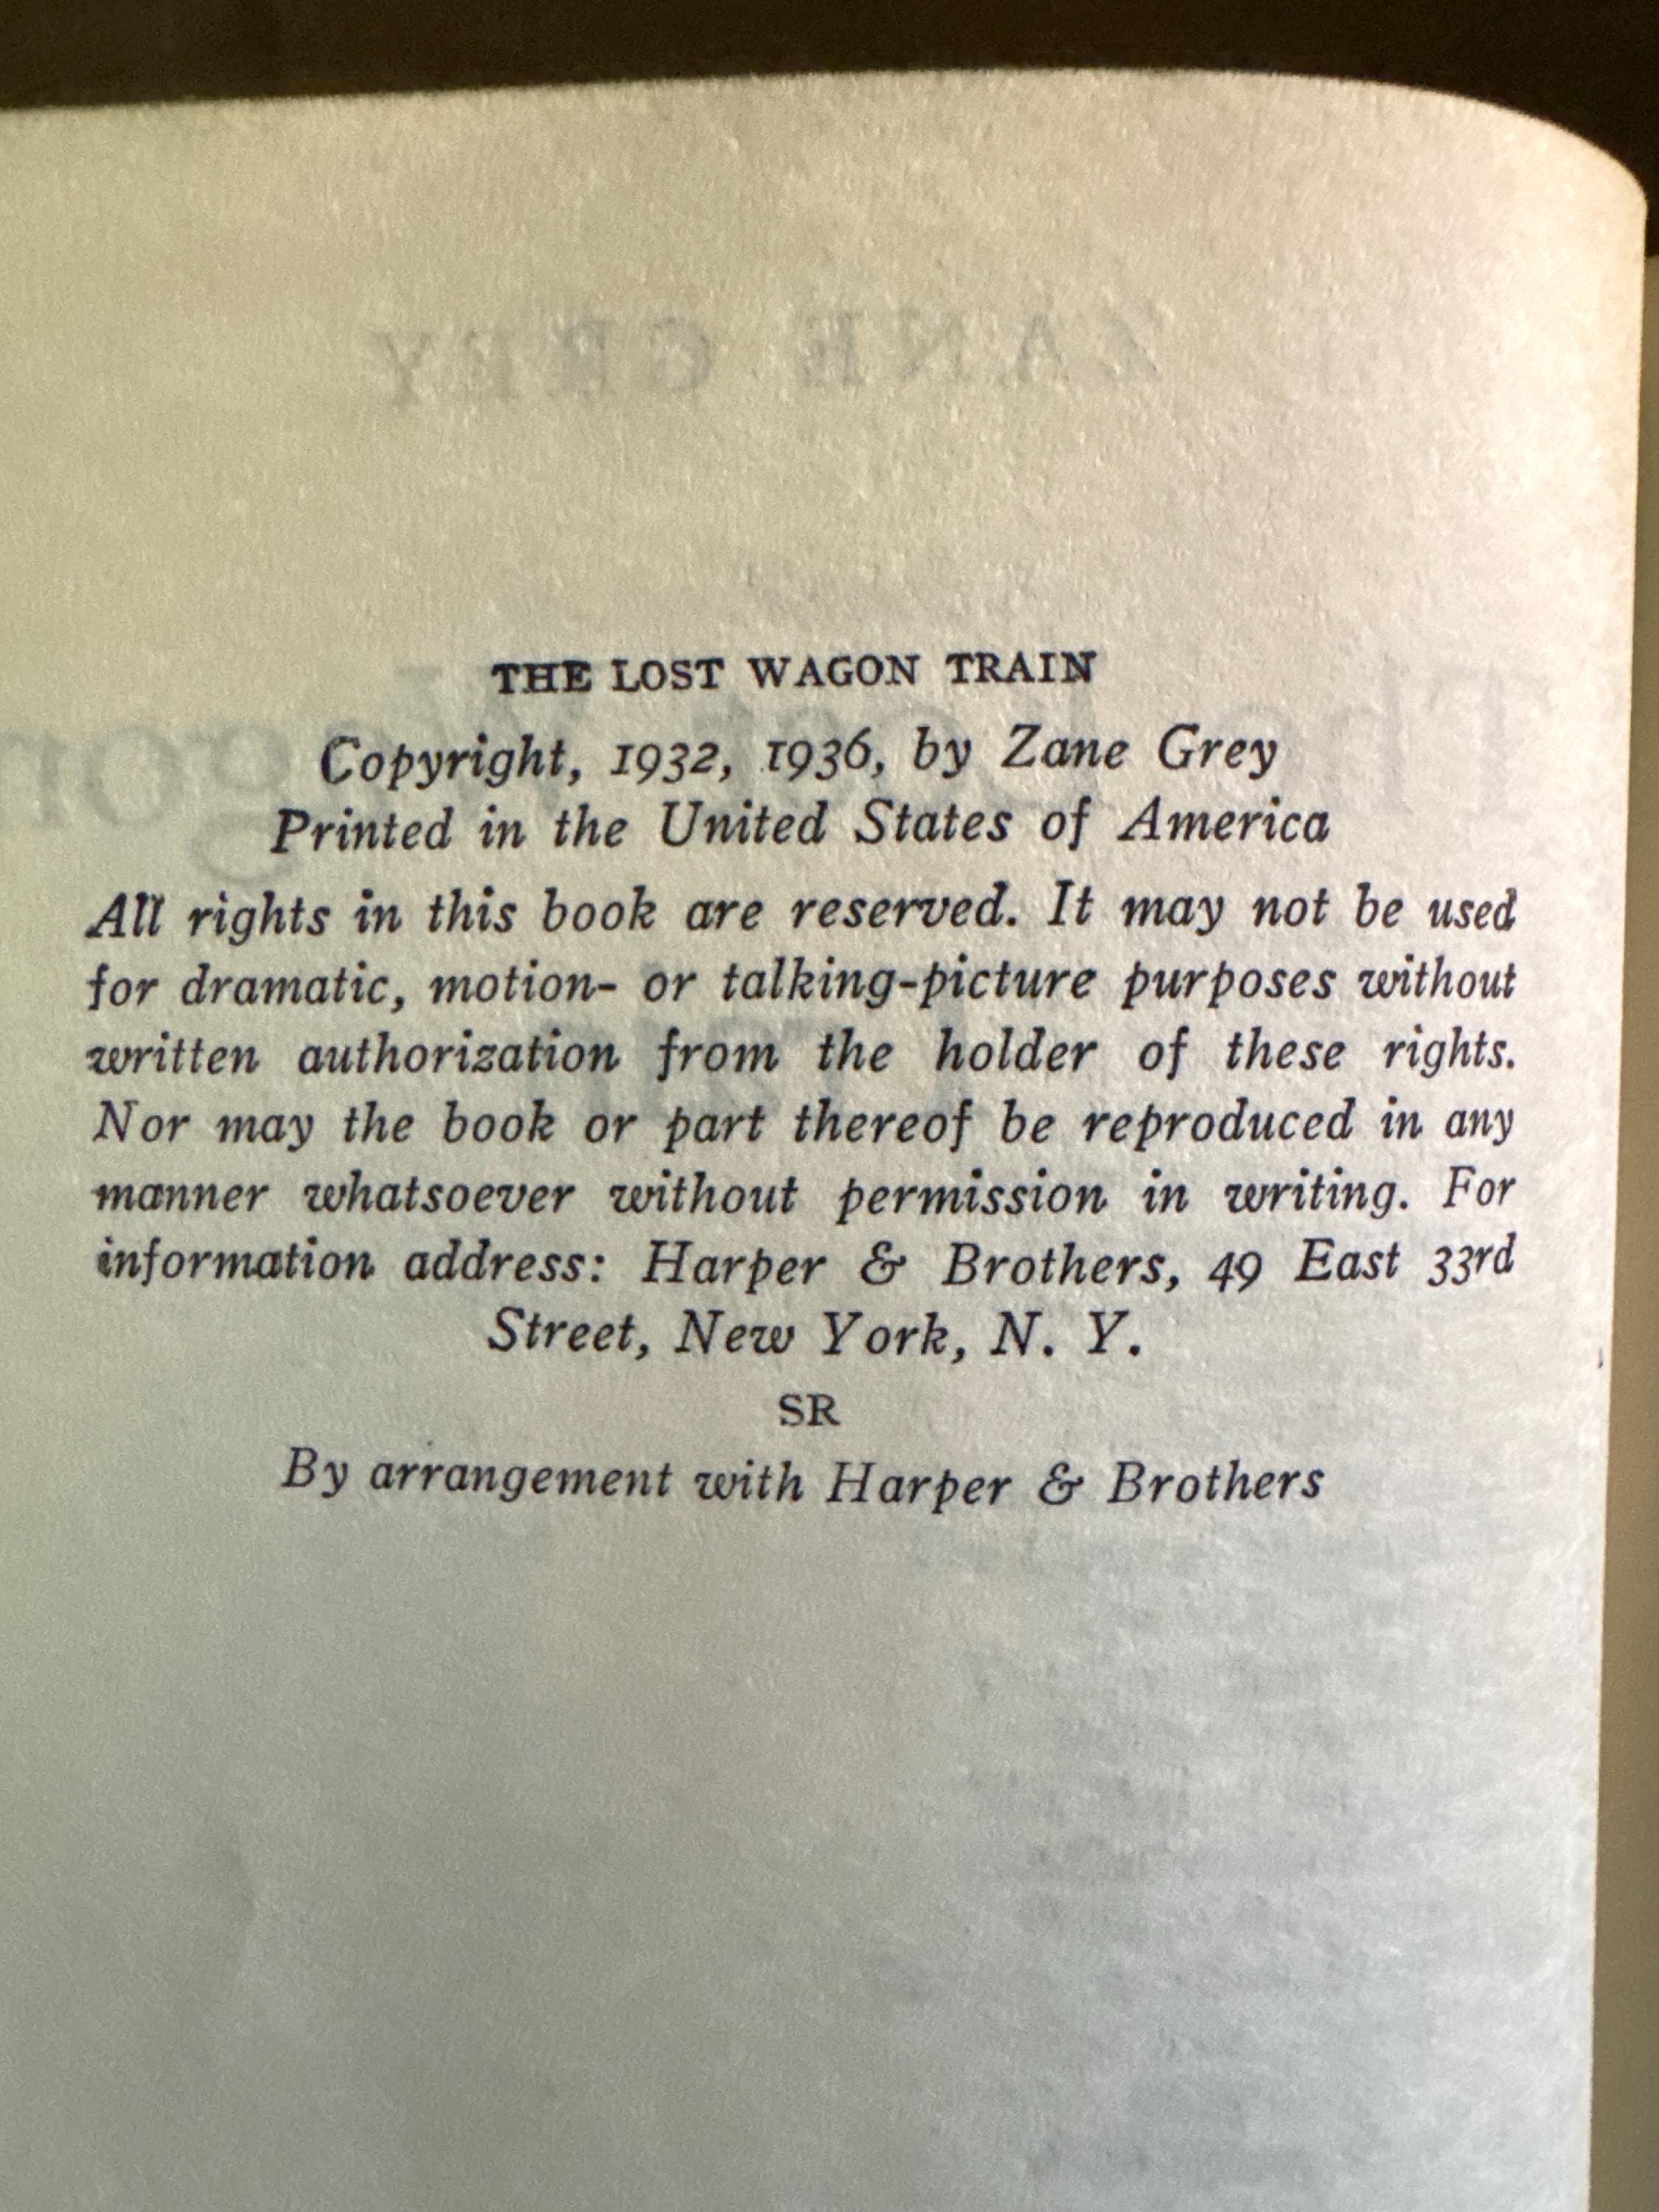 THE LOST WAGON TRAIN
Copyright, 1932, 1936, by Zane Grey
Printed in the United States of America
All rights in this book are reserved. It may not be used
for dramatic, motion- or talking-picture purposes without
written authorization from the holder of these rights.
Nor may the book or part thereof be reproduced in any
manner whatsoever without permission in writing. For
information address: Harper & Brothers, 49 East 33rd
Street, New York, N. Y.
SR
By arrangement with Harper & Brothers